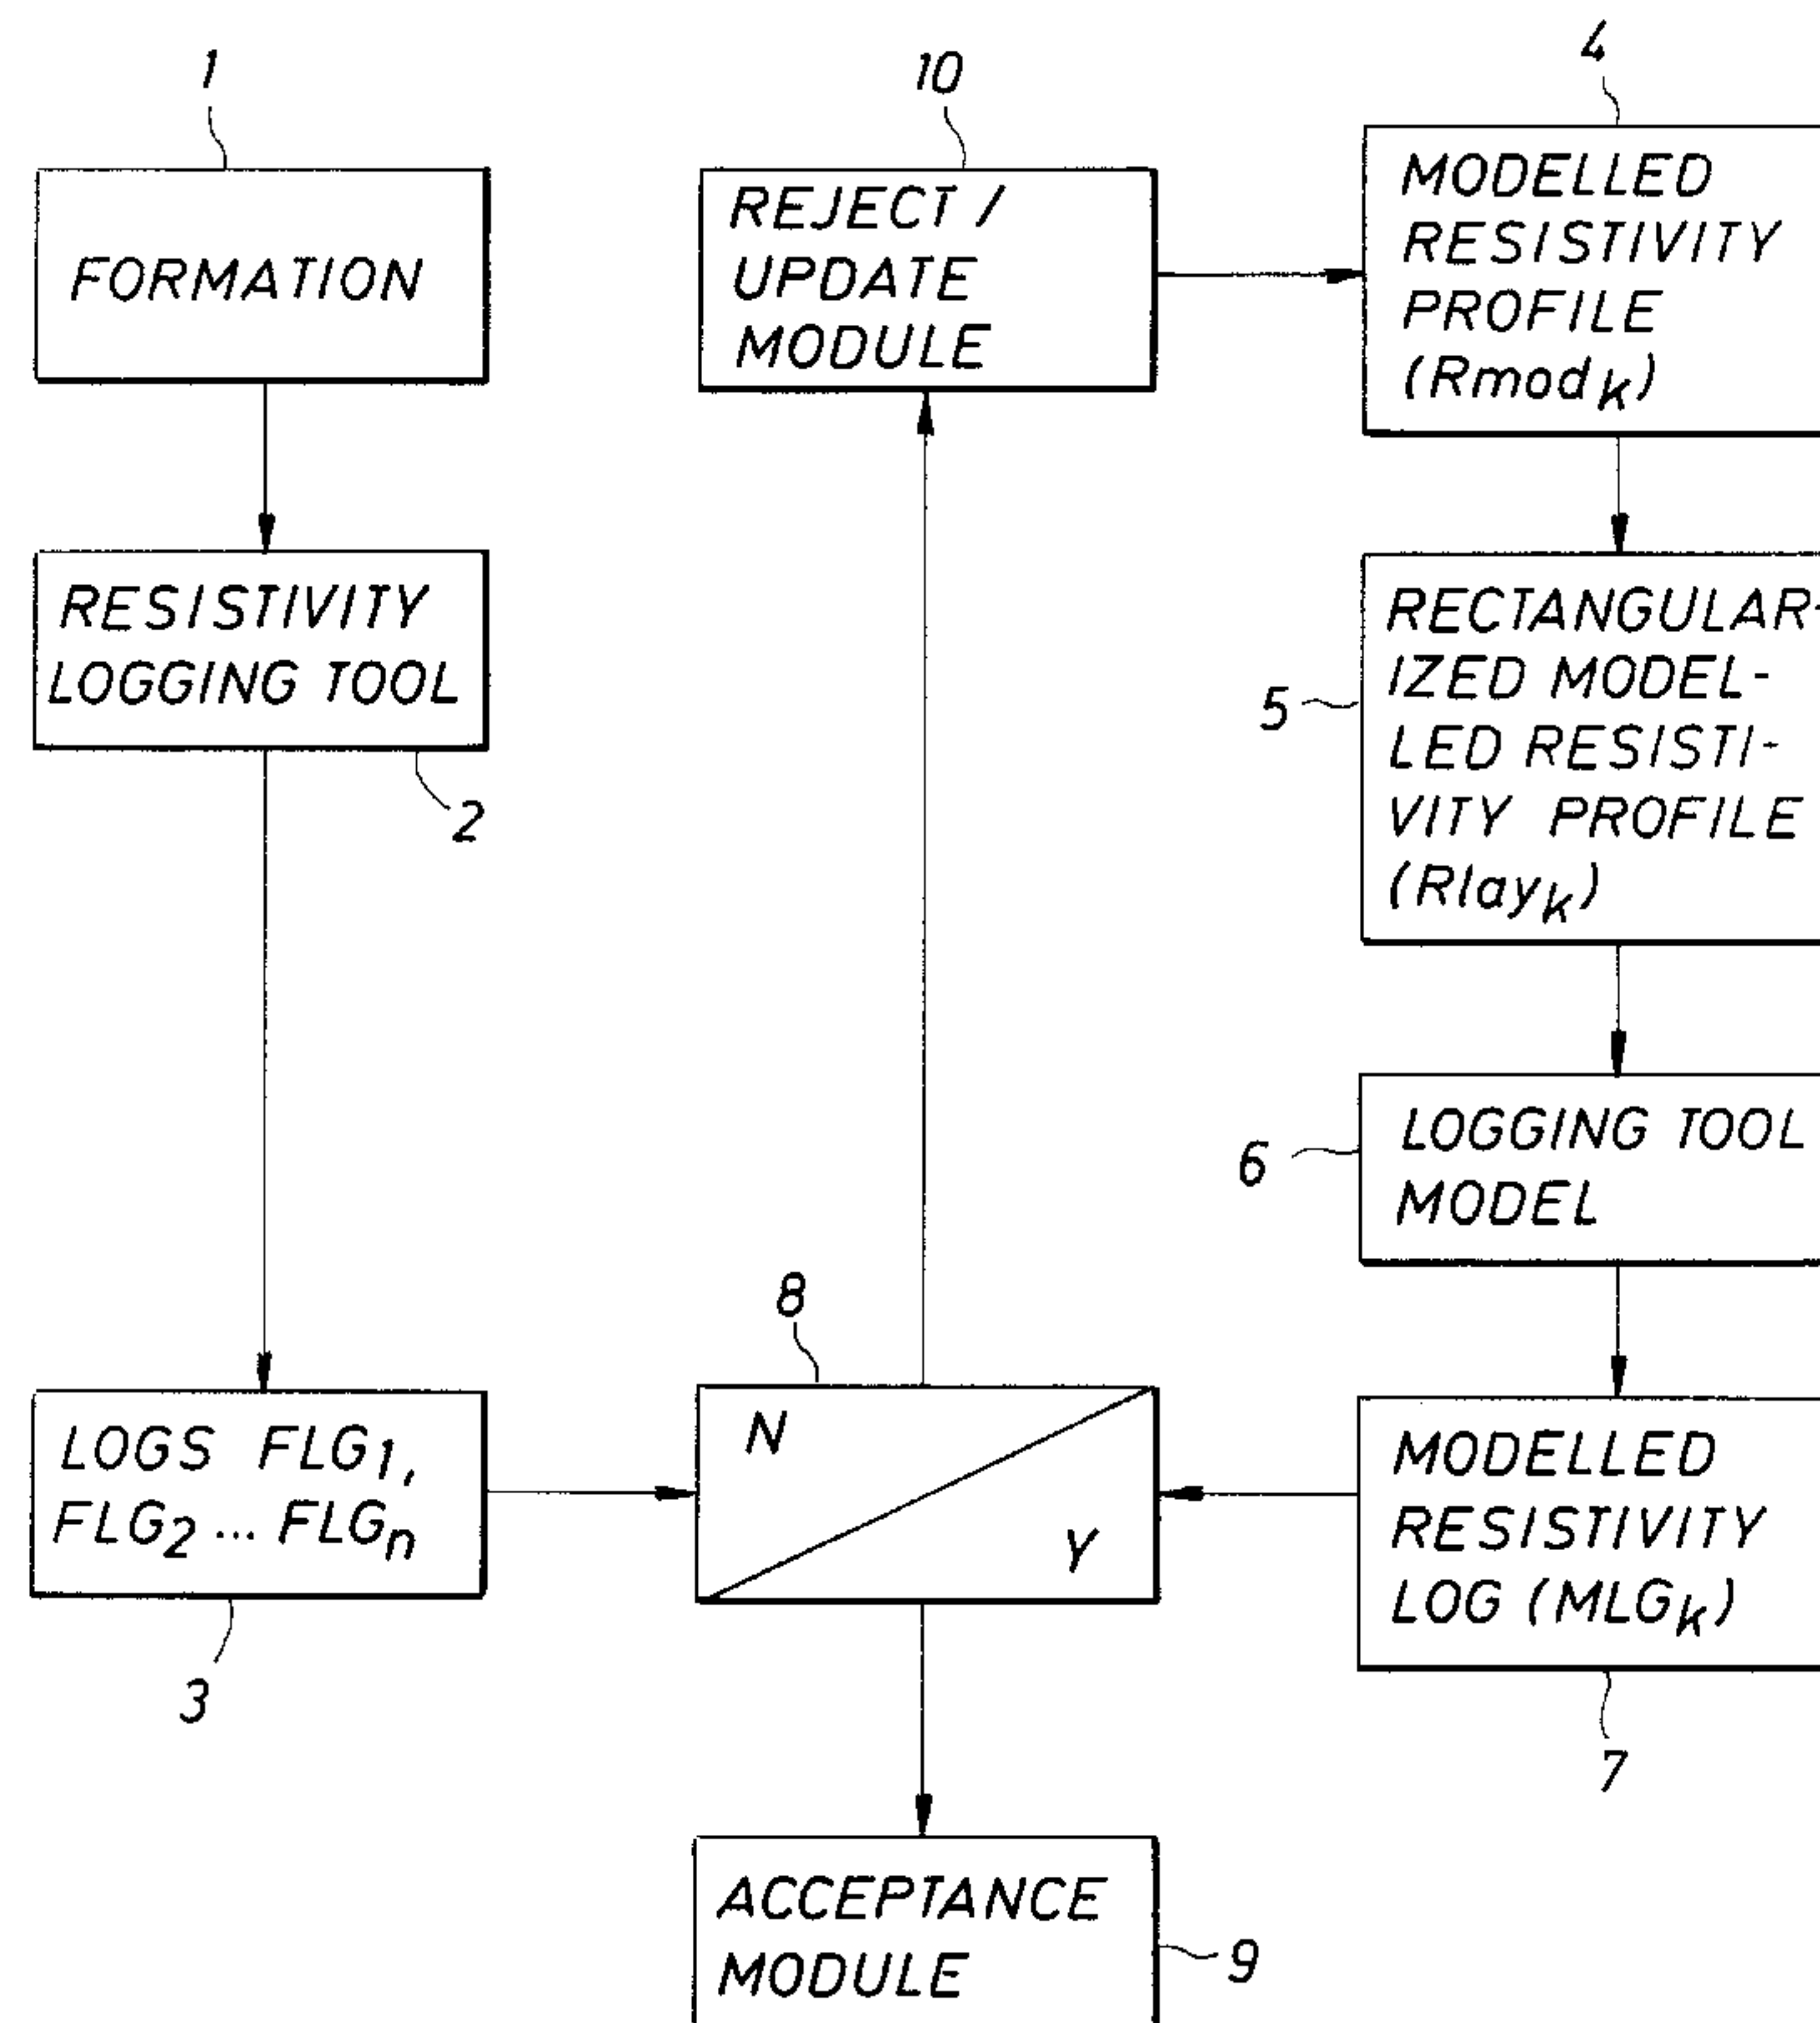 1
FORMATION
RESISTIVITY
LOGGING TOOL
2
LOGS FLG1,
FLG2 ... FLGn
3
10
REJECT /
UPDATE
MODULE
8
N
Y
ACCEPTANCE
MODULE
9
4
MODELLED
RESISTIVITY
PROFILE
(Rmodk)
5
RECTANGULAR-
IZED MODEL-
LED RESISTI-
VITY PROFILE
(Rlayk)
6
LOGGING TOOL
MODEL
MODELLED
RESISTIVITY
LOG (MLGk)
7